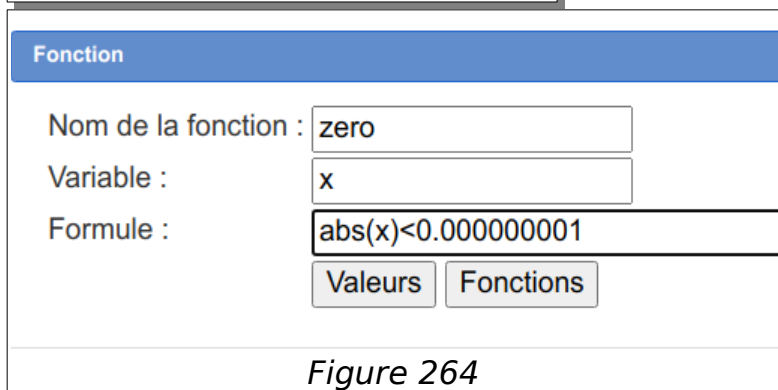 Fonction
Nom de la fonction : zero
Variable : x
Formule : abs(x)<0.000000001
Valeurs Fonctions
Figure 264